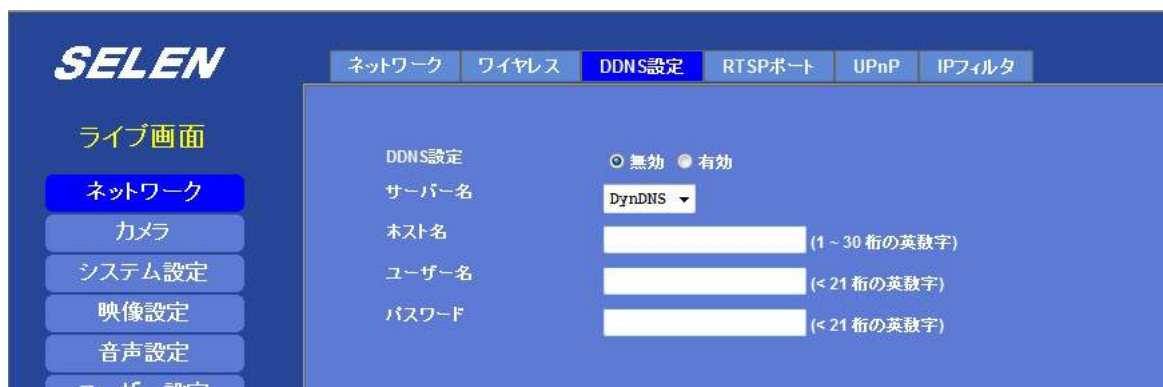 SELEN
ネットワーク ワイヤレス DDNS設定 RTSPポート UPnP IPフィルタ
ライブ画面
ネットワーク
カメラ
システム設定
映像設定
音声設定
DDNS設定 無効 有効
サーバー名 DynDNS
ホスト名 (1 ~ 30 桁の英数字)
ユーザー名 (< 21 桁の英数字)
パスワード (< 21 桁の英数字)